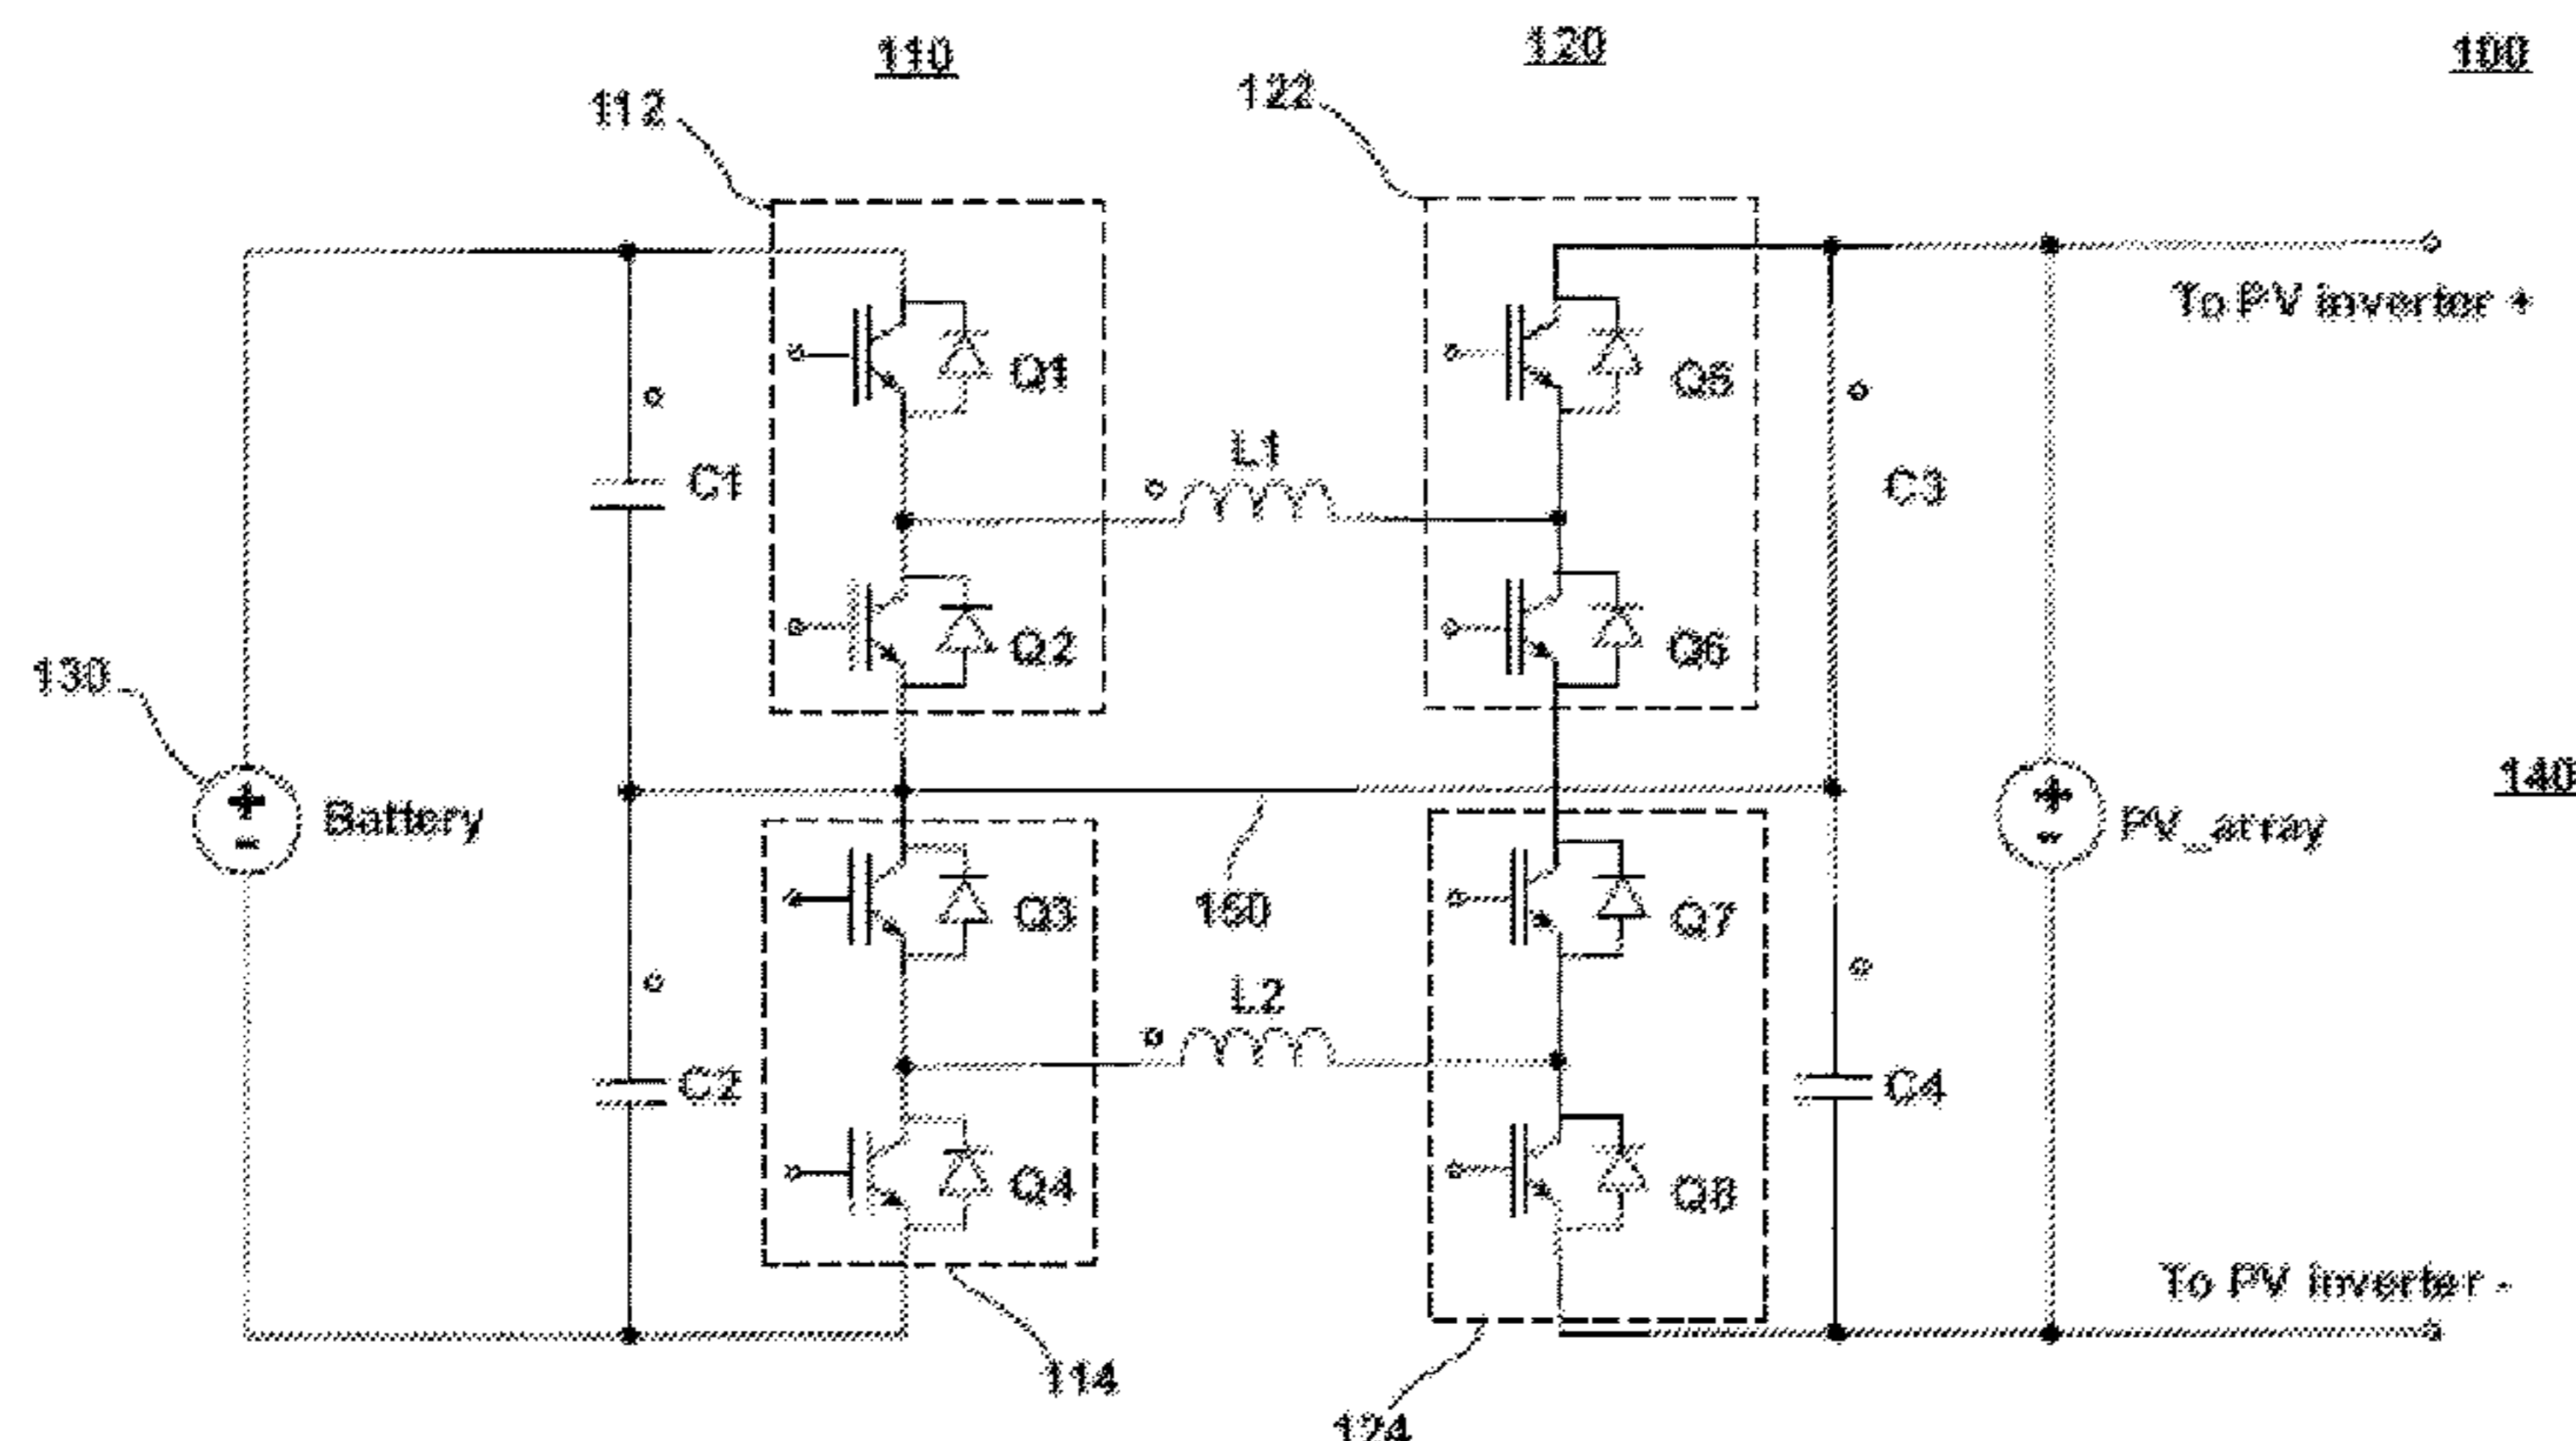 110
120
100
112
122
To PV inverter +
Q1
Q5
L1
C1
C3
Q2
Q6
130
140
Battery
PV_array
Q3
160
Q7
L2
C2
C4
Q4
Q8
To PV inverter -
114
124